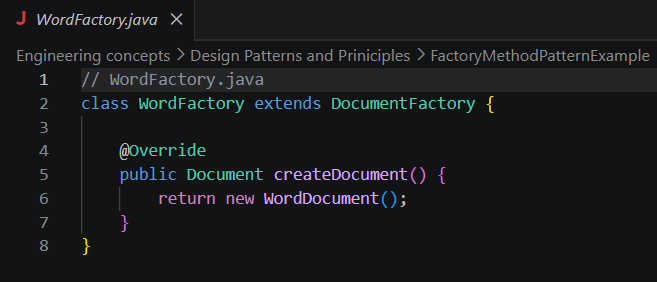 J WordFactory.java ×
Engineering concepts > Design Patterns and Priniciples > FactoryMethodPatternExample
1 // WordFactory.java
2 class WordFactory extends DocumentFactory {
3
4     @Override
5     public Document createDocument() {
6         return new WordDocument();
7     }
8 }